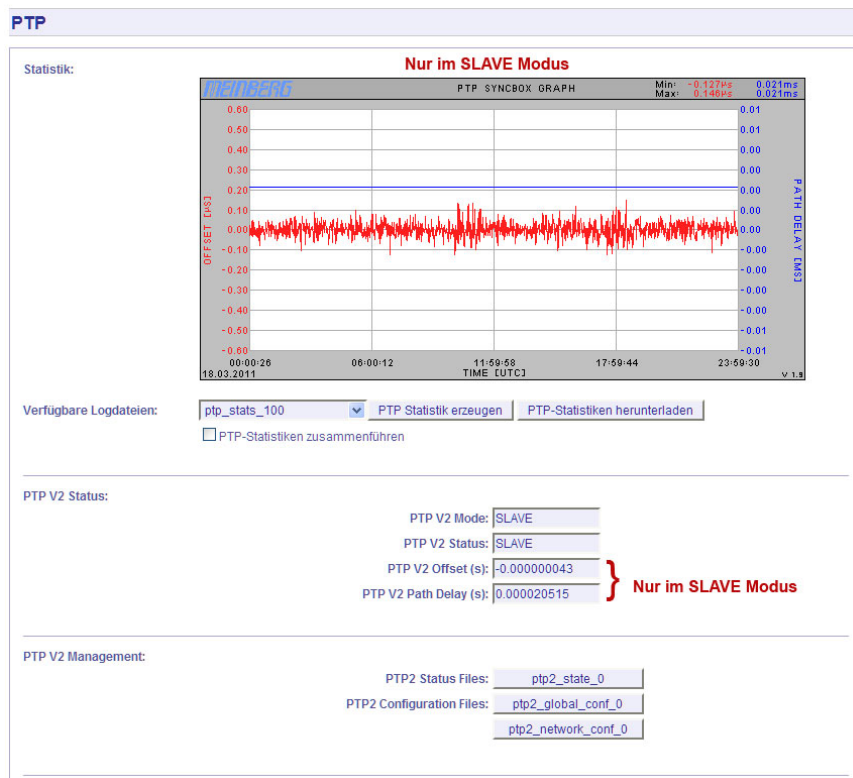 PTP
Statistik:
Nur im SLAVE Modus
MEINBERG PTP SYNCBOX GRAPH Min: -0.127µs 0.021ms
Max: 0.146µs 0.021ms
0.60 0.01
0.50 0.01
0.40 0.00
0.30 0.00
0.20 0.00
0.10 0.00
0.00 0.00
-0.10 -0.00
-0.20 -0.00
-0.30 -0.00
-0.40 -0.00
-0.50 -0.01
-0.60 -0.01
OFFSET [µS]
PATH DELAY [MS]
00:00:26 06:00:12 11:59:58 17:59:44 23:59:30
18.03.2011 TIME [UTC] V 1.9
Verfügbare Logdateien: ptp_stats_100 PTP Statistik erzeugen PTP-Statistiken herunterladen
PTP-Statistiken zusammenführen
PTP V2 Status:
PTP V2 Mode: SLAVE
PTP V2 Status: SLAVE
PTP V2 Offset (s): -0.000000043
PTP V2 Path Delay (s): 0.000020515
} Nur im SLAVE Modus
PTP V2 Management:
PTP2 Status Files: ptp2_state_0
PTP2 Configuration Files: ptp2_global_conf_0
ptp2_network_conf_0